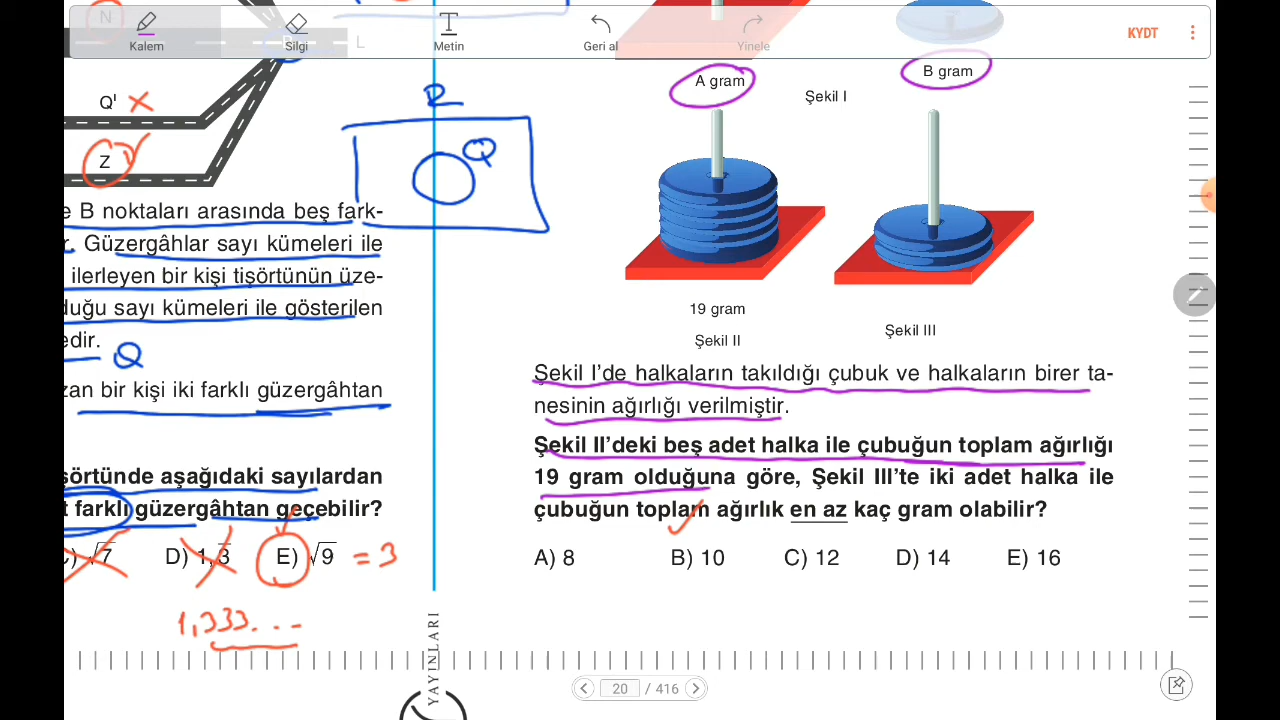 Kalem
Silgi
Metin
Geri al
Yinele
KYDT
N
L
Q'
Z
R
Q
e B noktaları arasında beş fark-
r. Güzergâhlar sayı kümeleri ile
ilerleyen bir kişi tişörtünün üze-
duğu sayı kümeleri ile gösterilen
edir.
Q
zan bir kişi iki farklı güzergâhtan
şörtünde aşağıdaki sayılardan
t farklı güzergâhtan geçebilir?
C) √7 D) 1,3̅ E) √9 = 3
1,333...
YAYINLARI
A gram
B gram
Şekil I
19 gram
Şekil II
Şekil III
Şekil I’de halkaların takıldığı çubuk ve halkaların birer ta-
nesinin ağırlığı verilmiştir.
Şekil II’deki beş adet halka ile çubuğun toplam ağırlığı
19 gram olduğuna göre, Şekil III’te iki adet halka ile
çubuğun toplam ağırlık en az kaç gram olabilir?
A) 8 B) 10 C) 12 D) 14 E) 16
20 / 416